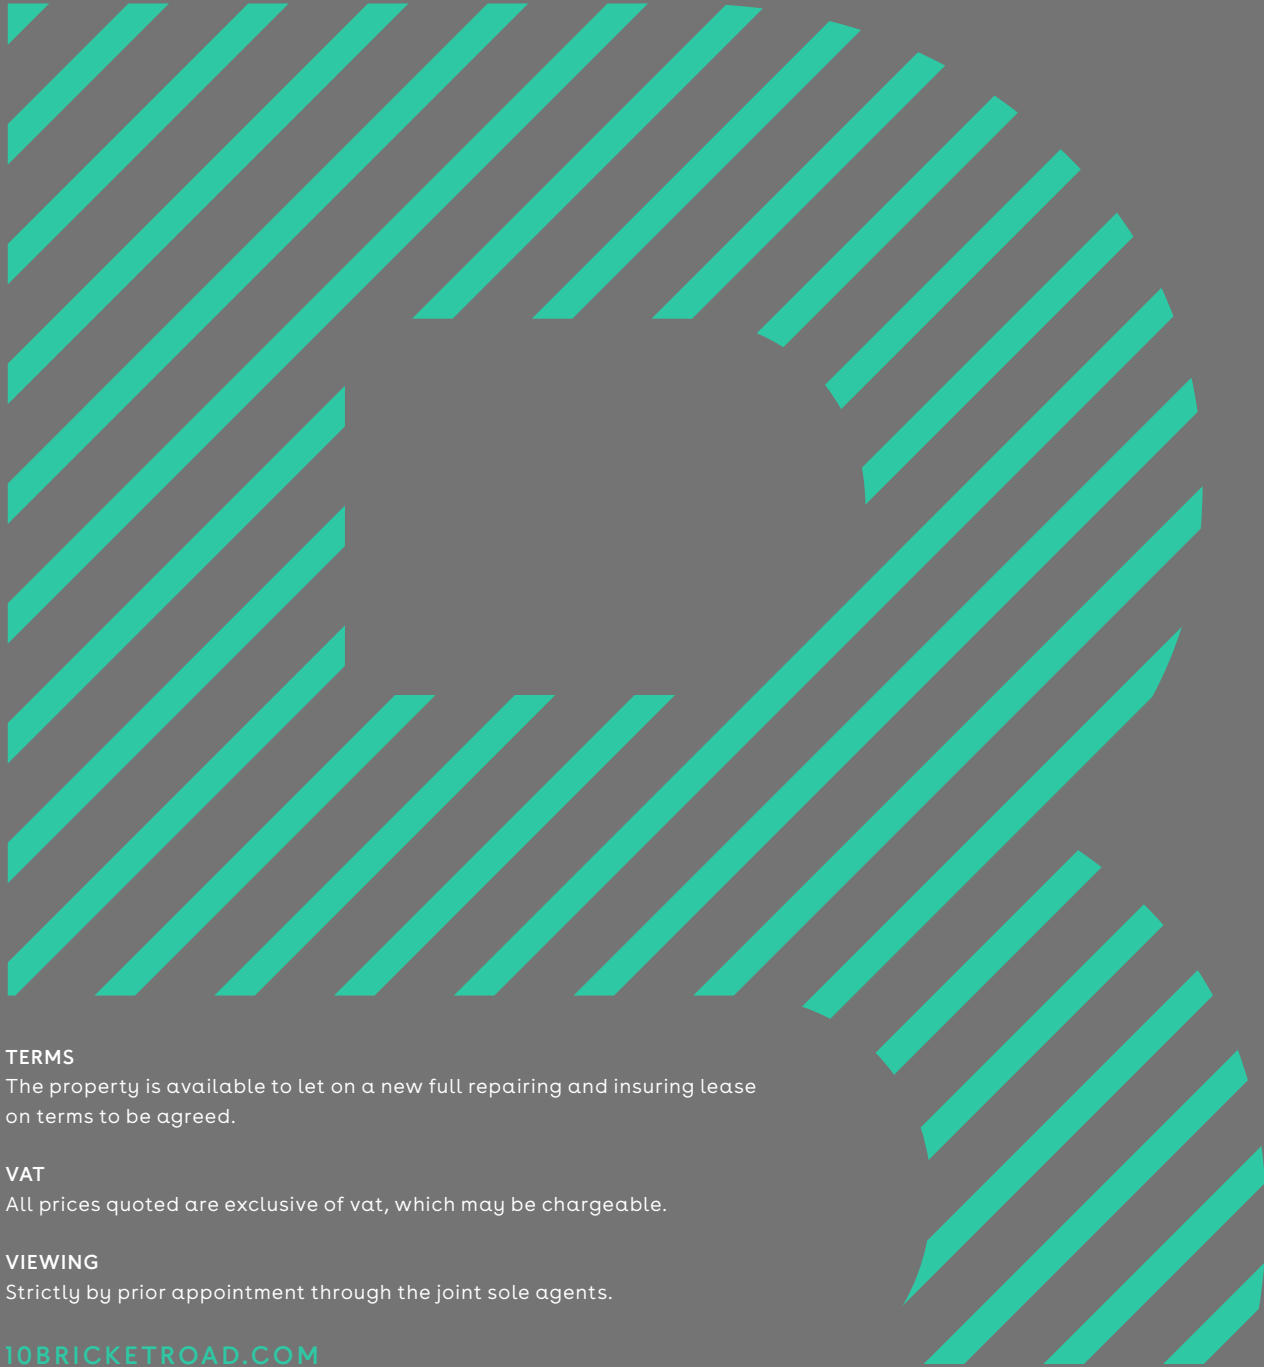 TERMS
The property is available to let on a new full repairing and insuring lease
on terms to be agreed.
VAT
All prices quoted are exclusive of vat, which may be chargeable.
VIEWING
Strictly by prior appointment through the joint sole agents.
10BRICKETROAD.COM